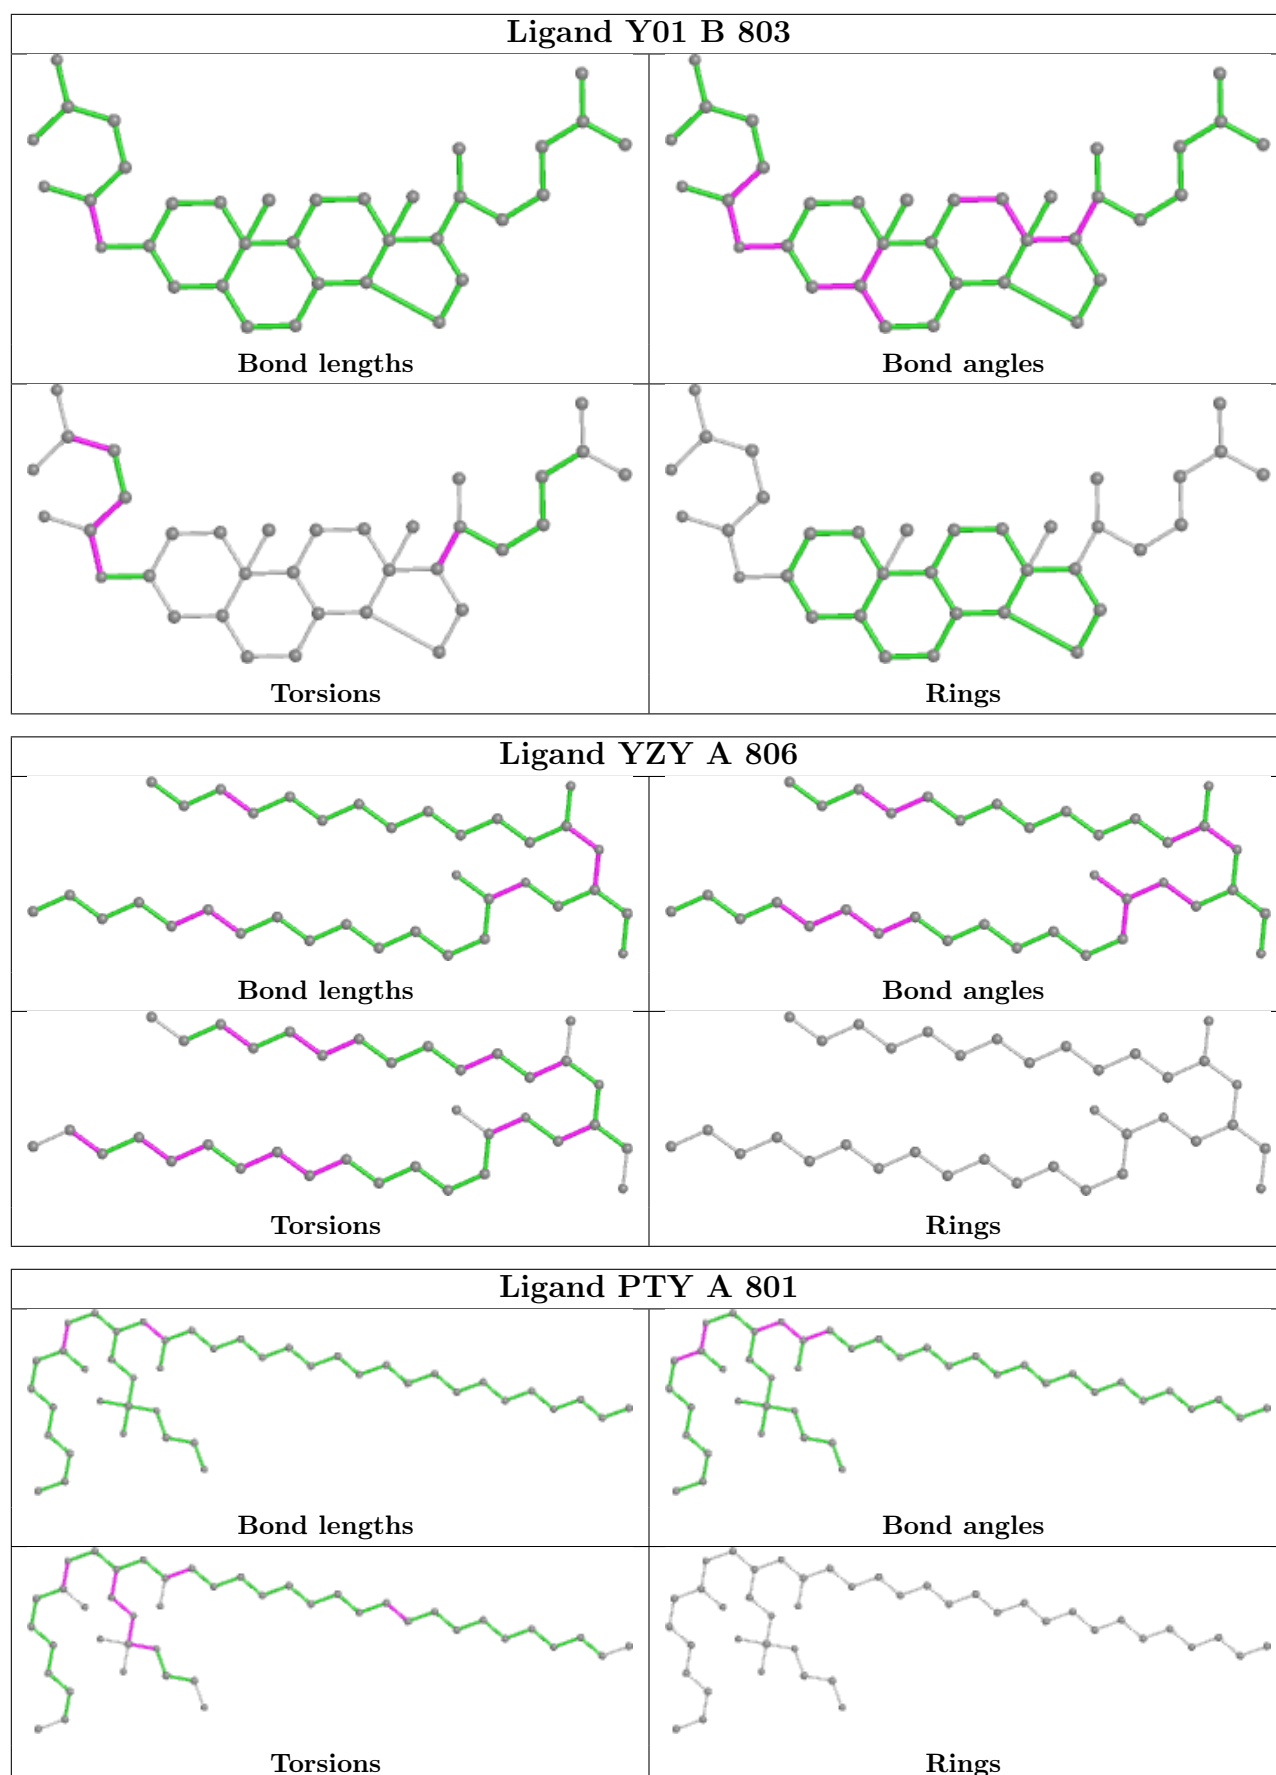 Ligand Y01 B 803
Bond lengths
Bond angles
Torsions
Rings
Ligand YZY A 806
Bond lengths
Bond angles
Torsions
Rings
Ligand PTY A 801
Bond lengths
Bond angles
Torsions
Rings